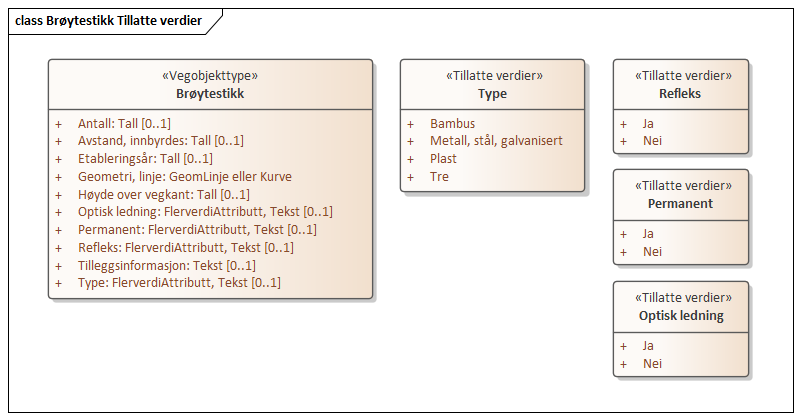 class Brøytestikk Tillatte verdier
«Vegobjekttype»
Brøytestikk
+ Antall: Tall [0..1]
+ Avstand, innbyrdes: Tall [0..1]
+ Etableringsår: Tall [0..1]
+ Geometri, linje: GeomLinje eller Kurve
+ Høyde over vegkant: Tall [0..1]
+ Optisk ledning: FlerverdiAttributt, Tekst [0..1]
+ Permanent: FlerverdiAttributt, Tekst [0..1]
+ Refleks: FlerverdiAttributt, Tekst [0..1]
+ Tilleggsinformasjon: Tekst [0..1]
+ Type: FlerverdiAttributt, Tekst [0..1]
«Tillatte verdier»
Type
+ Bambus
+ Metall, stål, galvanisert
+ Plast
+ Tre
«Tillatte verdier»
Refleks
+ Ja
+ Nei
«Tillatte verdier»
Permanent
+ Ja
+ Nei
«Tillatte verdier»
Optisk ledning
+ Ja
+ Nei